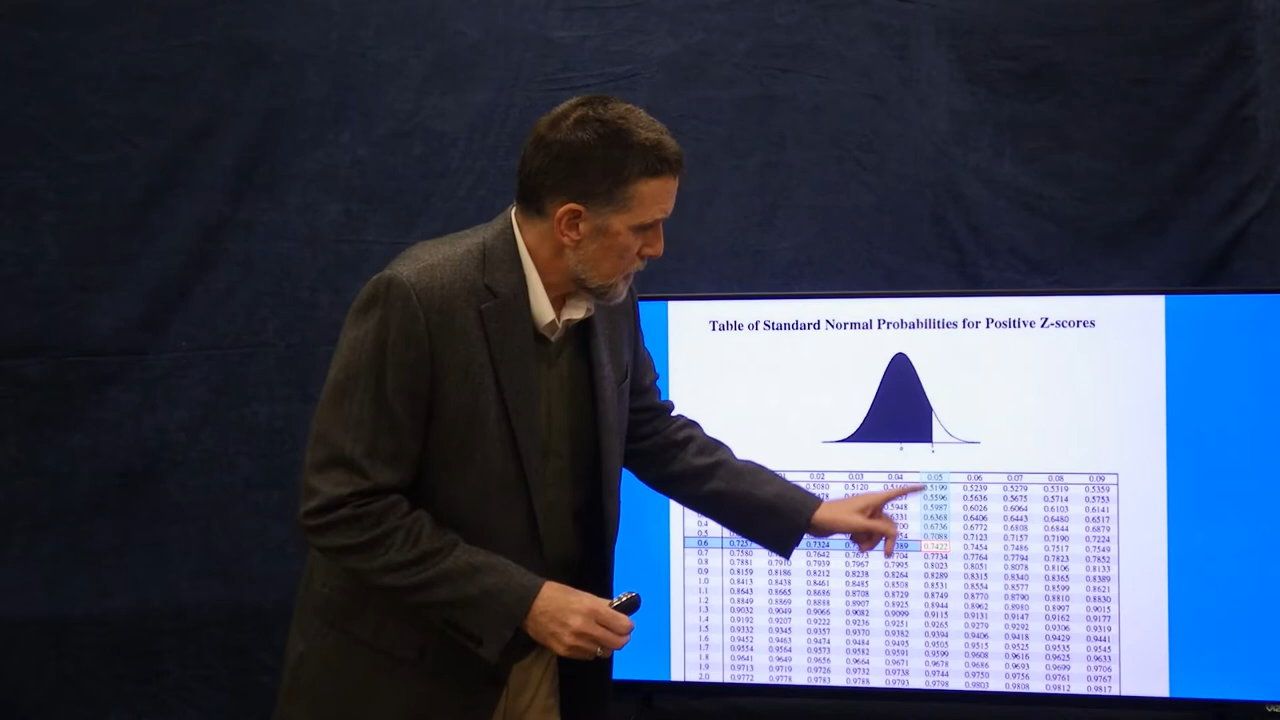 Table of Standard Normal Probabilities for Positive Z-scores
0.02 0.03 0.04 0.05 0.06 0.07 0.08 0.09
0.5080 0.5120 0.5199 0.5239 0.5279 0.5319 0.5359
0.5596 0.5636 0.5675 0.5714 0.5753
0.5948 0.5987 0.6026 0.6064 0.6103 0.6141
0.6368 0.6406 0.6443 0.6480 0.6517
0.4 0.6736 0.6772 0.6808 0.6844 0.6879
0.5 0.7088 0.7123 0.7157 0.7190 0.7224
0.6 0.7257 0.7324 0.7422 0.7454 0.7486 0.7517 0.7549
0.7 0.7580 0.7642 0.7673 0.7704 0.7734 0.7764 0.7794 0.7823 0.7852
0.8 0.7881 0.7910 0.7939 0.7967 0.7995 0.8023 0.8051 0.8078 0.8106 0.8133
0.9 0.8159 0.8186 0.8212 0.8238 0.8264 0.8289 0.8315 0.8340 0.8365 0.8389
1.0 0.8413 0.8438 0.8461 0.8485 0.8508 0.8531 0.8554 0.8577 0.8599 0.8621
1.1 0.8643 0.8665 0.8686 0.8708 0.8729 0.8749 0.8770 0.8790 0.8810 0.8830
1.2 0.8849 0.8869 0.8888 0.8907 0.8925 0.8944 0.8962 0.8980 0.8997 0.9015
1.3 0.9032 0.9049 0.9066 0.9082 0.9099 0.9115 0.9131 0.9147 0.9162 0.9177
1.4 0.9192 0.9207 0.9222 0.9236 0.9251 0.9265 0.9279 0.9292 0.9306 0.9319
1.5 0.9332 0.9345 0.9357 0.9370 0.9382 0.9394 0.9406 0.9418 0.9429 0.9441
1.6 0.9452 0.9463 0.9474 0.9484 0.9495 0.9505 0.9515 0.9525 0.9535 0.9545
1.7 0.9554 0.9564 0.9573 0.9582 0.9591 0.9599 0.9608 0.9616 0.9625 0.9633
1.8 0.9641 0.9649 0.9656 0.9664 0.9671 0.9678 0.9686 0.9693 0.9699 0.9706
1.9 0.9713 0.9719 0.9726 0.9732 0.9738 0.9744 0.9750 0.9756 0.9761 0.9767
2.0 0.9772 0.9778 0.9783 0.9788 0.9793 0.9798 0.9803 0.9808 0.9812 0.9817